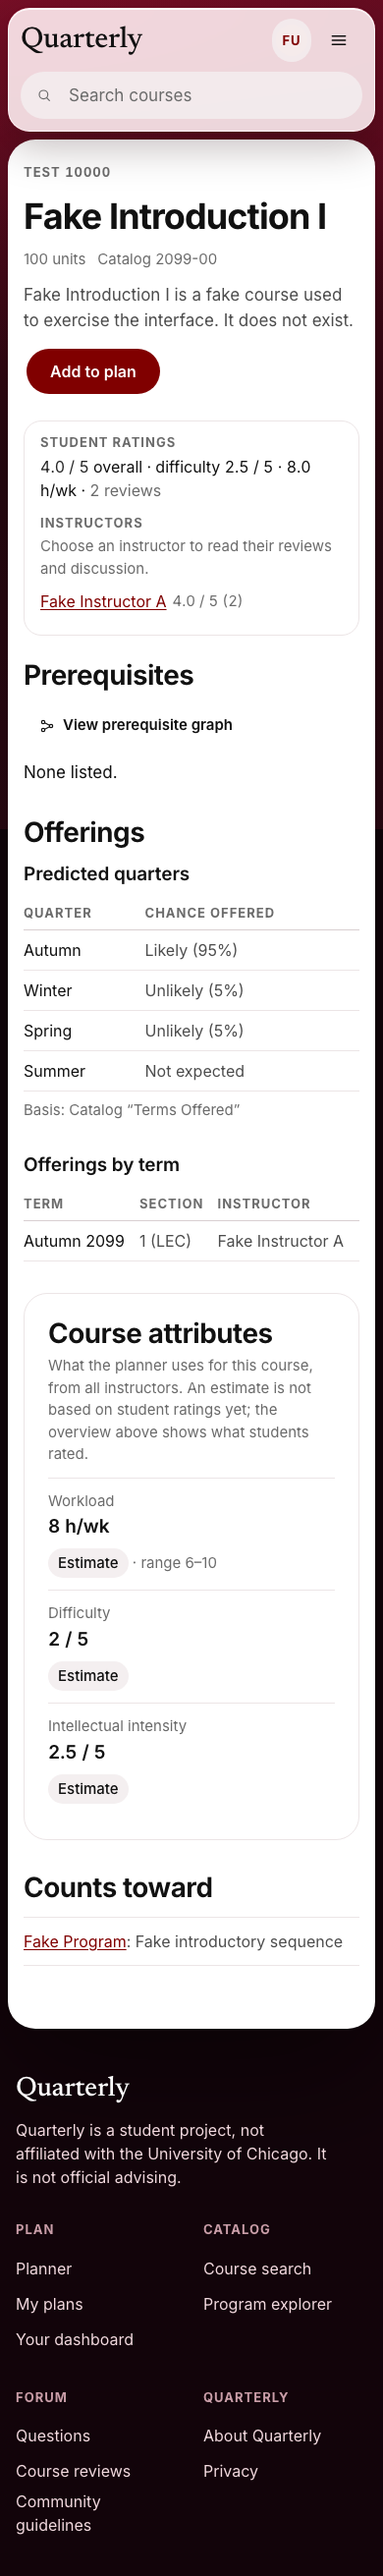 Quarterly
FU
Search courses
TEST 10000
Fake Introduction I
100 units Catalog 2099-00
Fake Introduction I is a fake course used
to exercise the interface. It does not exist.
Add to plan
STUDENT RATINGS
4.0 / 5 overall · difficulty 2.5 / 5 · 8.0
h/wk · 2 reviews
INSTRUCTORS
Choose an instructor to read their reviews
and discussion.
Fake Instructor A 4.0 / 5 (2)
Prerequisites
View prerequisite graph
None listed.
Offerings
Predicted quarters
QUARTER CHANCE OFFERED
Autumn Likely (95%)
Winter Unlikely (5%)
Spring Unlikely (5%)
Summer Not expected
Basis: Catalog “Terms Offered”
Offerings by term
TERM SECTION INSTRUCTOR
Autumn 2099 1 (LEC) Fake Instructor A
Course attributes
What the planner uses for this course,
from all instructors. An estimate is not
based on student ratings yet; the
overview above shows what students
rated.
Workload
8 h/wk
Estimate · range 6–10
Difficulty
2 / 5
Estimate
Intellectual intensity
2.5 / 5
Estimate
Counts toward
Fake Program: Fake introductory sequence
Quarterly
Quarterly is a student project, not
affiliated with the University of Chicago. It
is not official advising.
PLAN
Planner
My plans
Your dashboard
CATALOG
Course search
Program explorer
FORUM
Questions
Course reviews
Community
guidelines
QUARTERLY
About Quarterly
Privacy